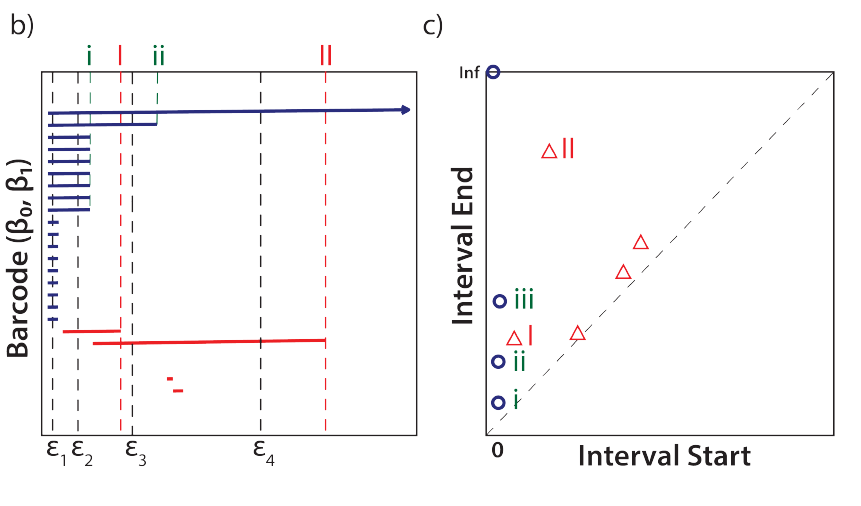 b)
i I ii II
Barcode (β₀, β₁)
ε₁ ε₂ ε₃ ε₄
c)
Inf
Interval End
II
iii
I
ii
i
0
Interval Start